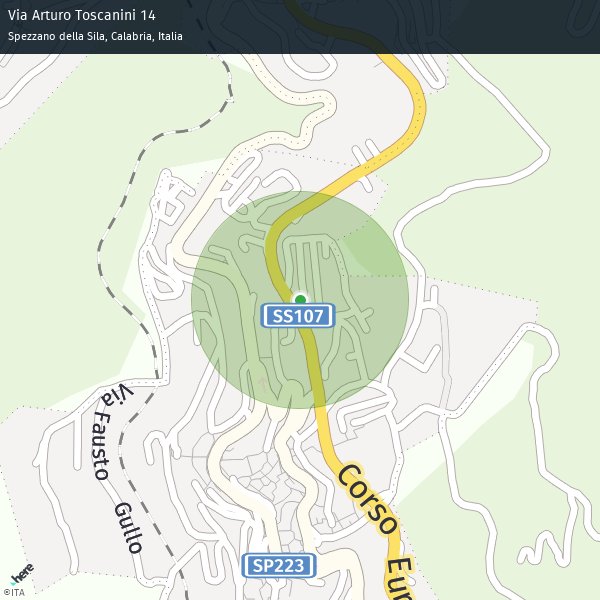 Via Arturo Toscanini 14
Spezzano della Sila, Calabria, Italia
SS107
Via Fausto
Gullo
Corso
Eur
SP223
here
©ITA